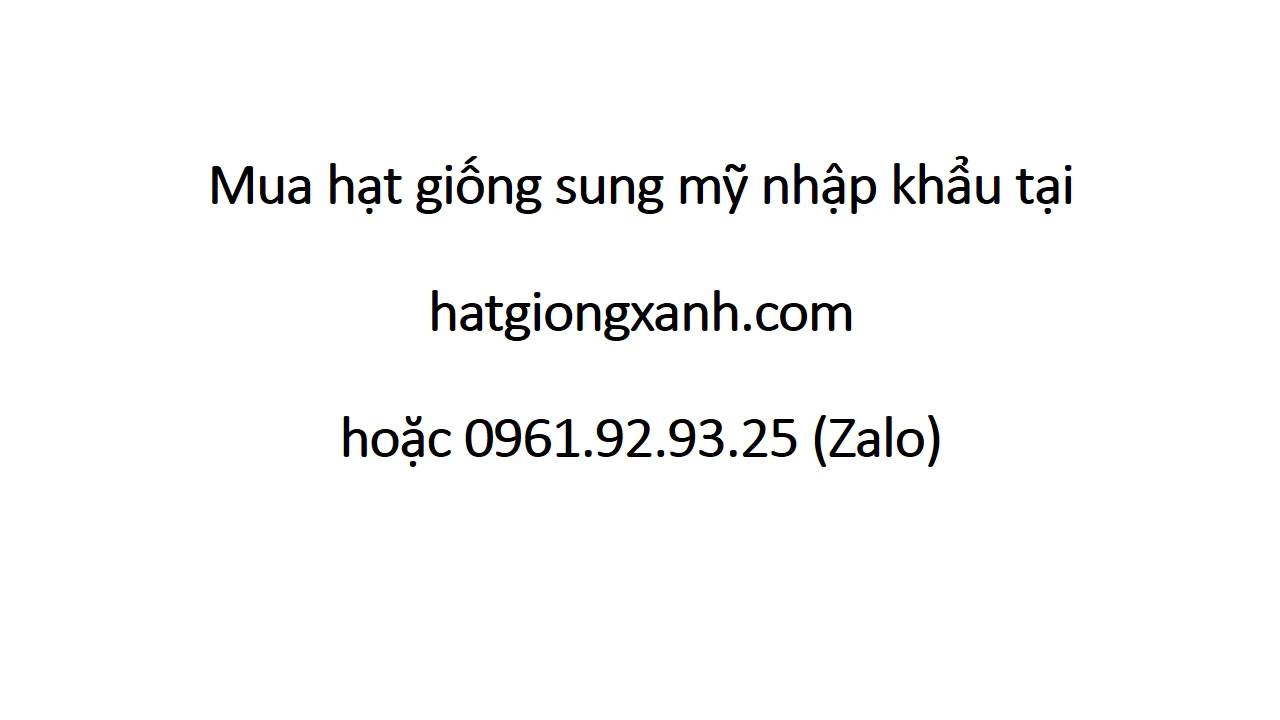 Mua hạt giống sung mỹ nhập khẩu tại
hatgiongxanh.com
hoặc 0961.92.93.25 (Zalo)